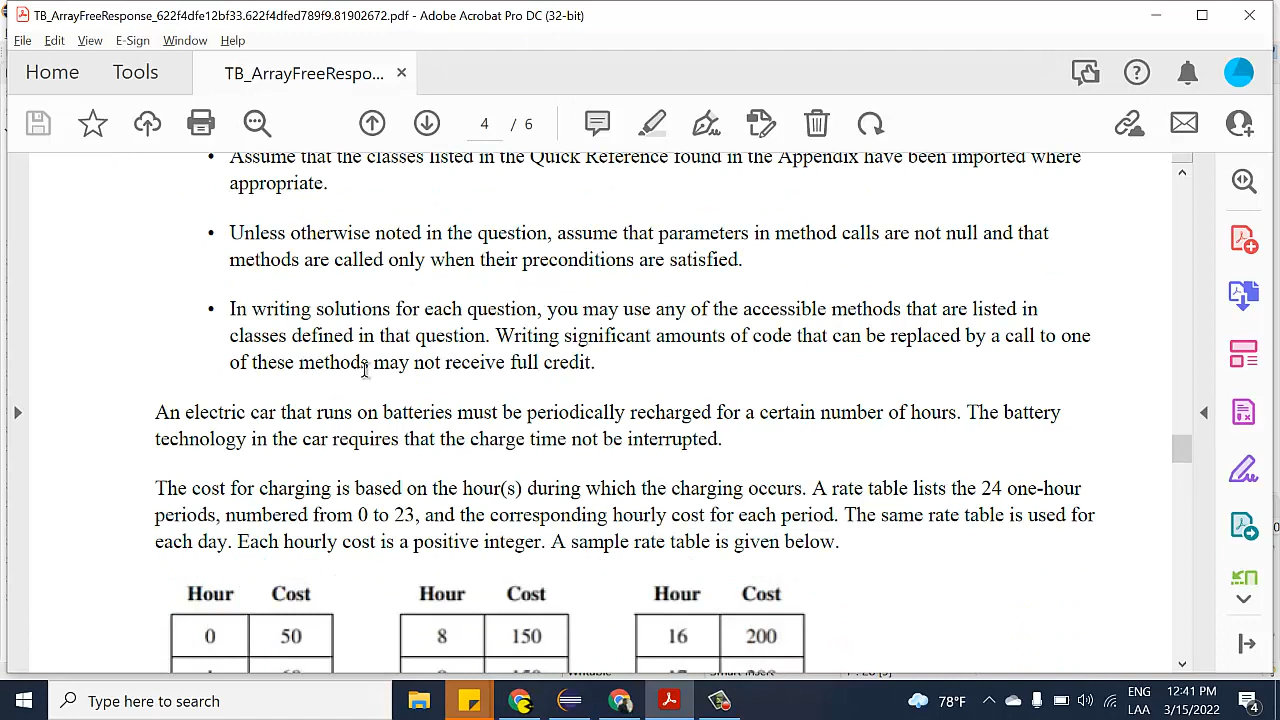 TB_ArrayFreeResponse_622f4dfe12bf33.622f4dfed789f9.81902672.pdf - Adobe Acrobat Pro DC (32-bit)
File Edit View E-Sign Window Help
Home Tools TB_ArrayFreeRespo... ×
4 / 6
• Assume that the classes listed in the Quick Reference found in the Appendix have been imported where
appropriate.
• Unless otherwise noted in the question, assume that parameters in method calls are not null and that
methods are called only when their preconditions are satisfied.
• In writing solutions for each question, you may use any of the accessible methods that are listed in
classes defined in that question. Writing significant amounts of code that can be replaced by a call to one
of these methods may not receive full credit.
An electric car that runs on batteries must be periodically recharged for a certain number of hours. The battery
technology in the car requires that the charge time not be interrupted.
The cost for charging is based on the hour(s) during which the charging occurs. A rate table lists the 24 one-hour
periods, numbered from 0 to 23, and the corresponding hourly cost for each period. The same rate table is used for
each day. Each hourly cost is a positive integer. A sample rate table is given below.
Hour Cost Hour Cost Hour Cost
0 50 8 150 16 200
Type here to search
78°F
ENG 12:41 PM
LAA 3/15/2022
4